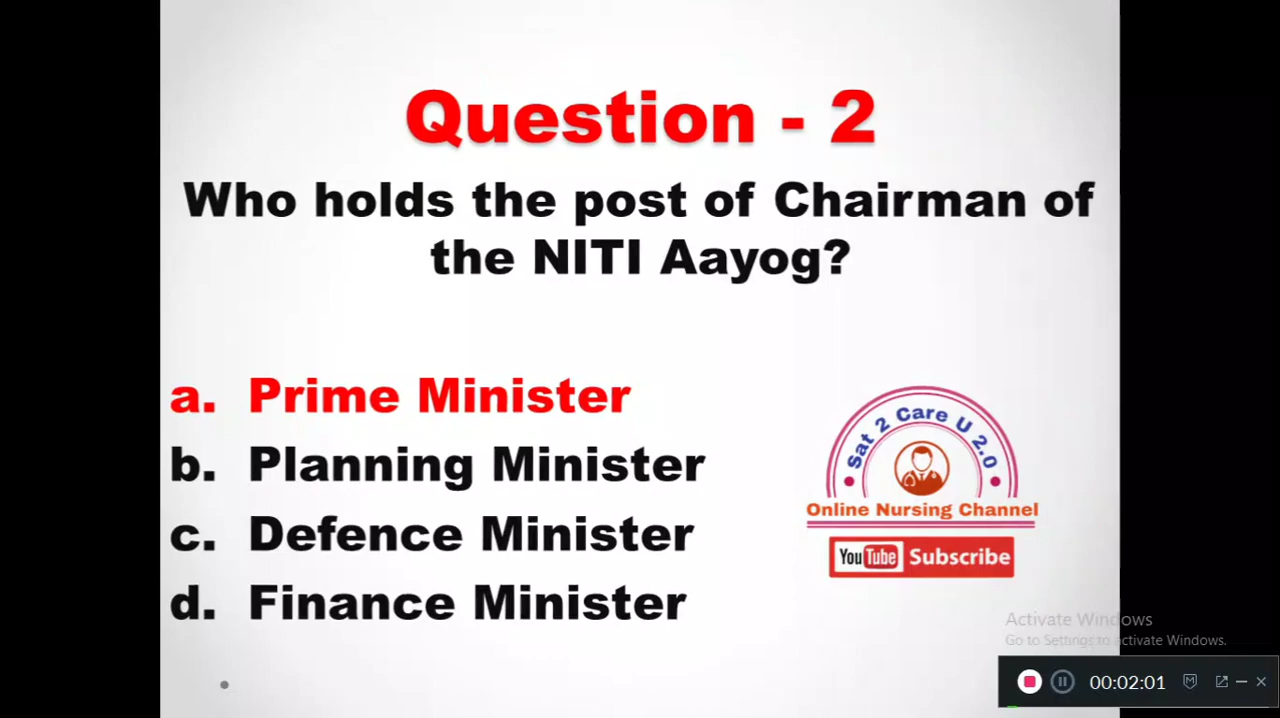 Question - 2
Who holds the post of Chairman of
the NITI Aayog?
a. Prime Minister
b. Planning Minister
c. Defence Minister
d. Finance Minister
Sat 2 Care U 2.0
Online Nursing Channel
YouTube Subscribe
Activate Windows
Go to Settings to activate Windows.
00:02:01